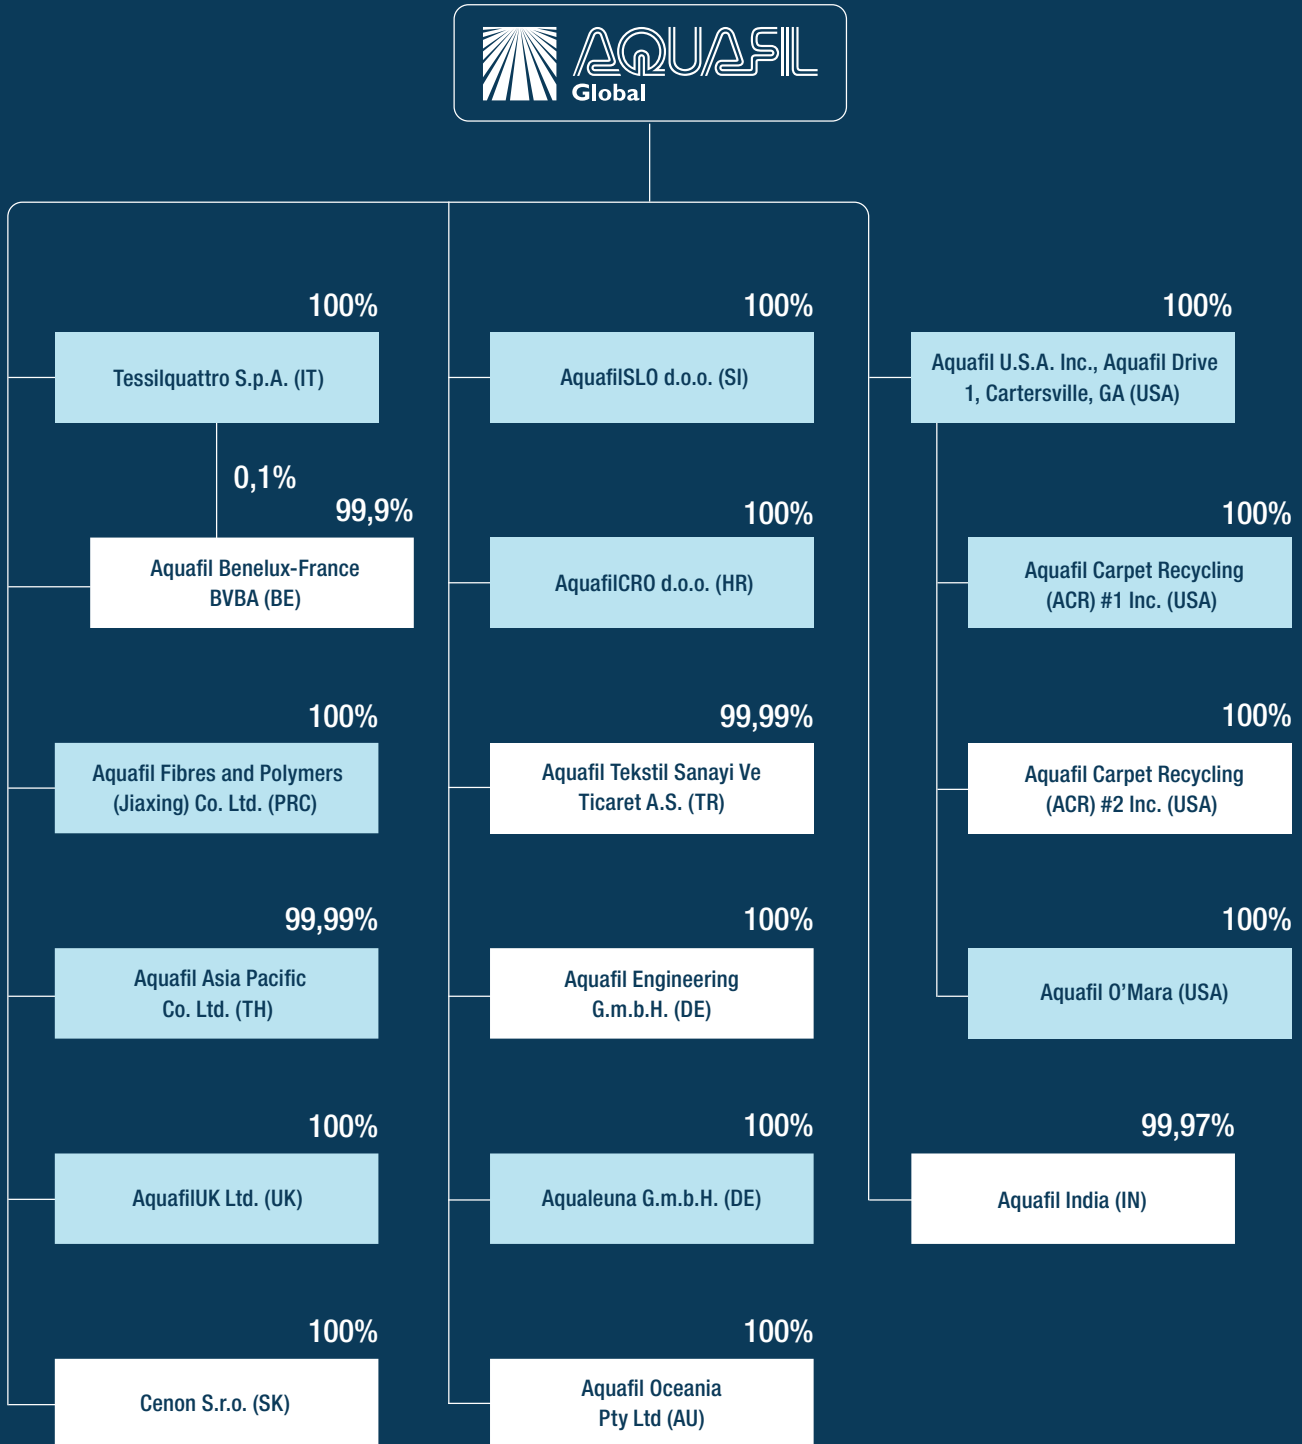 AQUAFIL
Global
100%
Tessilquattro S.p.A. (IT)
0,1%
99,9%
Aquafil Benelux-France
BVBA (BE)
100%
Aquafil Fibres and Polymers
(Jiaxing) Co. Ltd. (PRC)
99,99%
Aquafil Asia Pacific
Co. Ltd. (TH)
100%
AquafilUK Ltd. (UK)
100%
Cenon S.r.o. (SK)
100%
AquafilSLO d.o.o. (SI)
100%
AquafilCRO d.o.o. (HR)
99,99%
Aquafil Tekstil Sanayi Ve
Ticaret A.S. (TR)
100%
Aquafil Engineering
G.m.b.H. (DE)
100%
Aqualeuna G.m.b.H. (DE)
100%
Aquafil Oceania
Pty Ltd (AU)
100%
Aquafil U.S.A. Inc., Aquafil Drive
1, Cartersville, GA (USA)
100%
Aquafil Carpet Recycling
(ACR) #1 Inc. (USA)
100%
Aquafil Carpet Recycling
(ACR) #2 Inc. (USA)
100%
Aquafil O’Mara (USA)
99,97%
Aquafil India (IN)